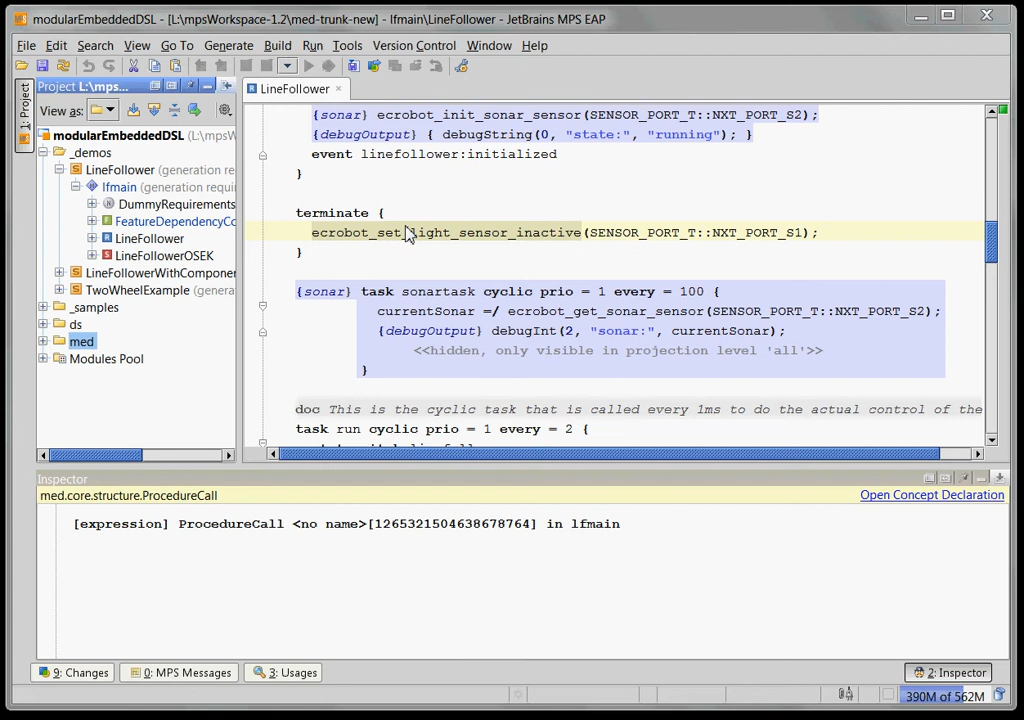 modularEmbeddedDSL - [L:\mpsWorkspace-1.2\med-trunk-new] - lfmain\LineFollower - JetBrains MPS EAP
File Edit Search View Go To Generate Build Run Tools Version Control Window Help
1: Project
Project L:\mps...
LineFollower
View as:
modularEmbeddedDSL (L:\mpsW
_demos
LineFollower (generation requi
lfmain (generation requi
DummyRequirements
FeatureDependencyCo
LineFollower
LineFollowerOSEK
LineFollowerWithComponer
TwoWheelExample (genera
_samples
ds
med
Modules Pool
{sonar} ecrobot_init_sonar_sensor(SENSOR_PORT_T::NXT_PORT_S2);
{debugOutput} { debugString(0, "state:", "running"); }
event linefollower:initialized
}
terminate {
ecrobot_set_light_sensor_inactive(SENSOR_PORT_T::NXT_PORT_S1);
}
{sonar} task sonartask cyclic prio = 1 every = 100 {
currentSonar =/ ecrobot_get_sonar_sensor(SENSOR_PORT_T::NXT_PORT_S2);
{debugOutput} debugInt(2, "sonar:", currentSonar);
<<hidden, only visible in projection level 'all'>>
}
doc This is the cyclic task that is called every 1ms to do the actual control of the
task run cyclic prio = 1 every = 2 {
Inspector
med.core.structure.ProcedureCall Open Concept Declaration
[expression] ProcedureCall <no name>[1265321504638678764] in lfmain
9: Changes 0: MPS Messages 3: Usages 2: Inspector
390M of 562M